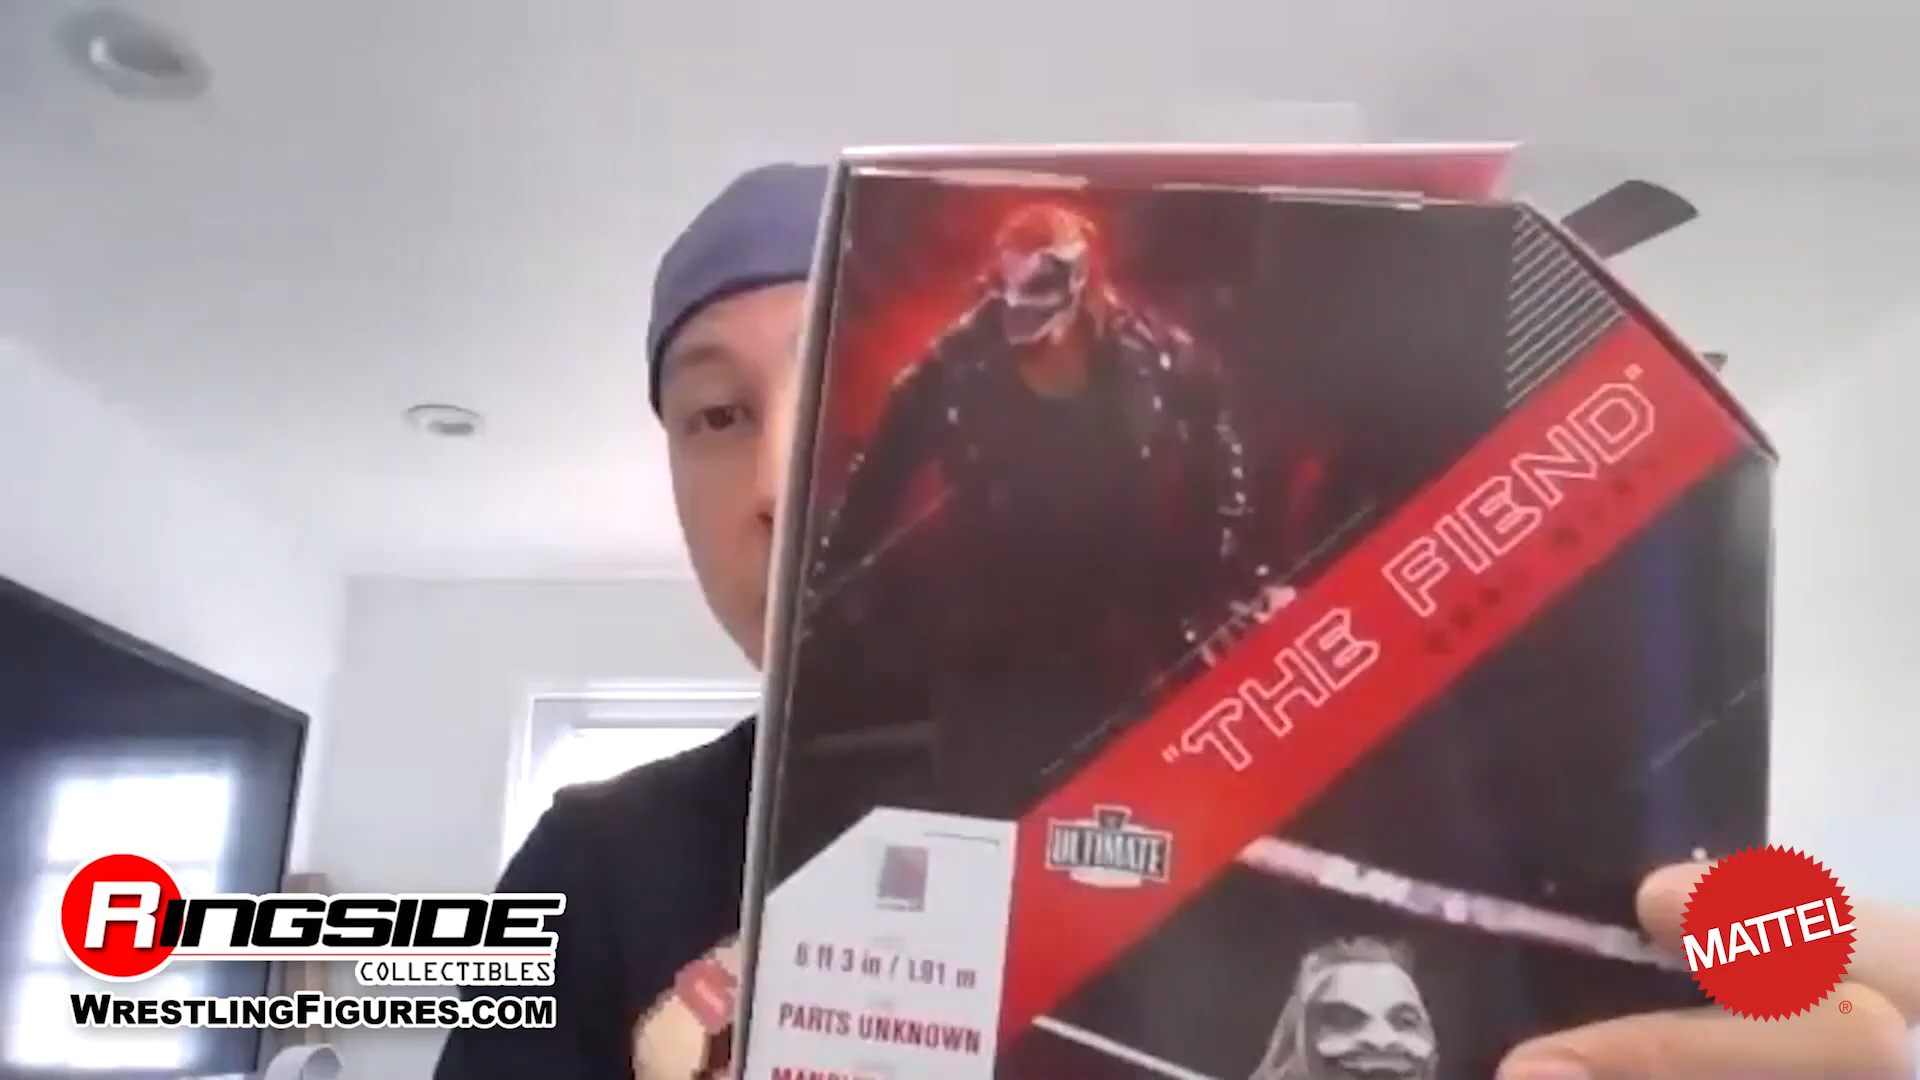 "THE FIEND"
ULTIMATE
6 ft 3 in / 1.91 m
PARTS UNKNOWN
RINGSIDE
COLLECTIBLES
WRESTLINGFIGURES.COM
MATTEL
®